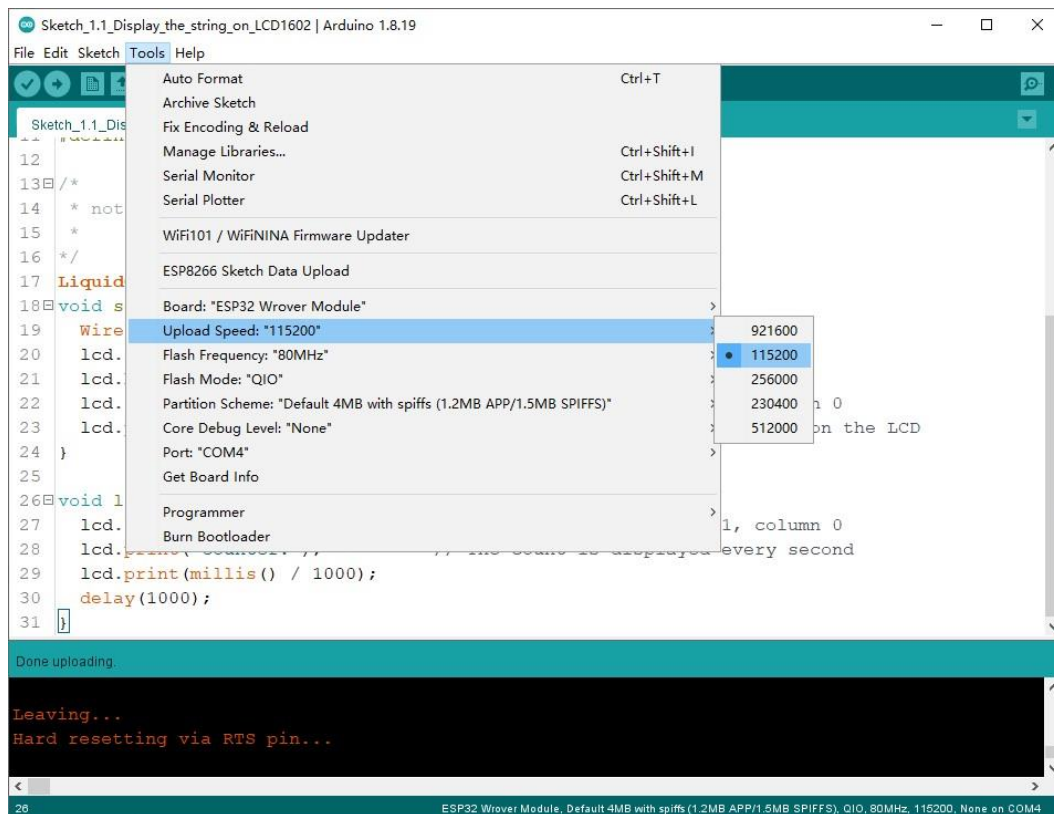 Sketch_1.1_Display_the_string_on_LCD1602 | Arduino 1.8.19
File Edit Sketch Tools Help
Auto Format Ctrl+T
Archive Sketch
Sketch_1.1_Dis
Fix Encoding & Reload
Manage Libraries... Ctrl+Shift+I
Serial Monitor Ctrl+Shift+M
Serial Plotter Ctrl+Shift+L
WiFi101 / WiFiNINA Firmware Updater
ESP8266 Sketch Data Upload
Board: "ESP32 Wrover Module"
Upload Speed: "115200"
Flash Frequency: "80MHz"
Flash Mode: "QIO"
Partition Scheme: "Default 4MB with spiffs (1.2MB APP/1.5MB SPIFFS)"
Core Debug Level: "None"
Port: "COM4"
Get Board Info
Programmer
Burn Bootloader
921600
115200
256000
230400
512000
12
13 /*
14 * not
15 *
16 */
17 Liquid
18 void s
19 Wire
20 lcd.
21 lcd.
22 lcd. n 0
23 lcd. on the LCD
24 }
25
26 void l
27 lcd. 1, column 0
28 lcd. every second
29 lcd.print(millis() / 1000);
30 delay(1000);
31 }
Done uploading.
Leaving...
Hard resetting via RTS pin...
26 ESP32 Wrover Module, Default 4MB with spiffs (1.2MB APP/1.5MB SPIFFS), QIO, 80MHz, 115200, None on COM4